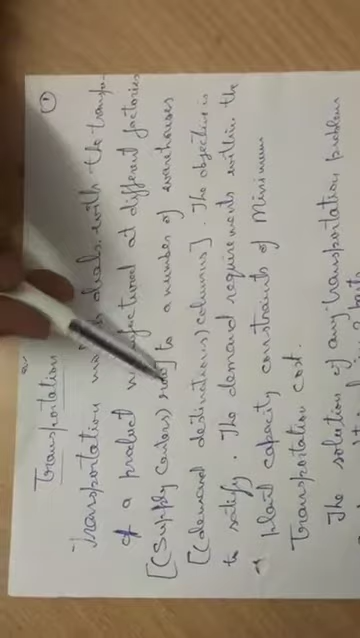 ①
Transportation
Transportation deals with the transpo-
of a product manufactured at different factories
[(Supply Centers) rows] to a number of warehouses
[(demand destinations) columns]. The objective is
to satisfy. The demand requirements within the
plant capacity constraints of Minimum
Transportation cost.
The solution of any transportation problem